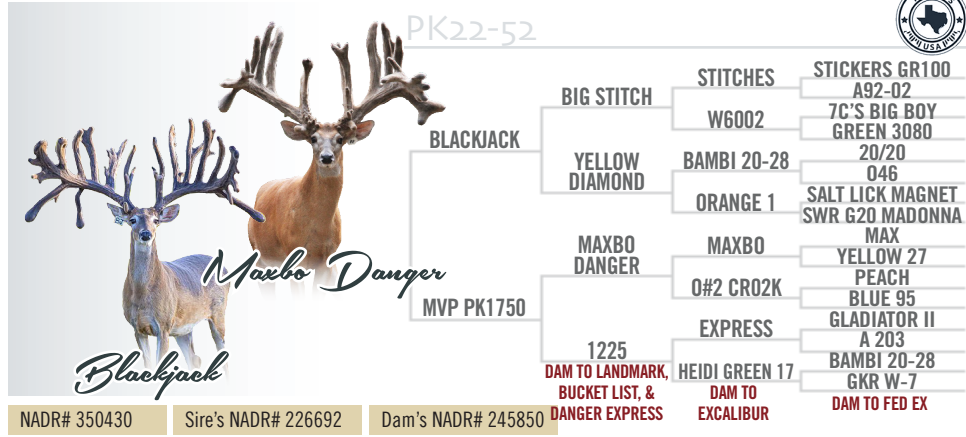 PK22-52
USA
BLACKJACK
MVP PK1750
BIG STITCH
YELLOW
DIAMOND
MAXBO
DANGER
1225
DAM TO LANDMARK,
BUCKET LIST, &
DANGER EXPRESS
STITCHES
W6002
BAMBI 20-28
ORANGE 1
MAXBO
O#2 CR02K
EXPRESS
HEIDI GREEN 17
DAM TO
EXCALIBUR
STICKERS GR100
A92-02
7C'S BIG BOY
GREEN 3080
20/20
046
SALT LICK MAGNET
SWR G20 MADONNA
MAX
YELLOW 27
PEACH
BLUE 95
GLADIATOR II
A 203
BAMBI 20-28
GKR W-7
DAM TO FED EX
Maxbo Danger
Blackjack
NADR# 350430
Sire's NADR# 226692
Dam's NADR# 245850